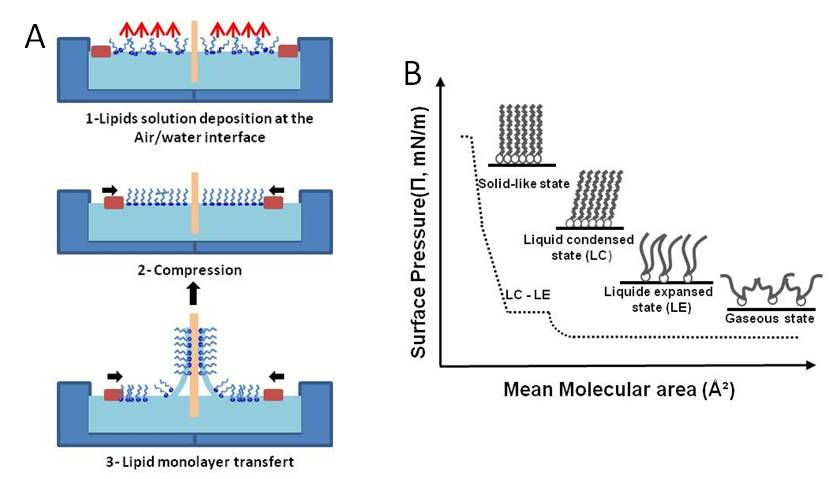 A
1-Lipids solution deposition at the
Air/water interface
2- Compression
3- Lipid monolayer transfert
B
Surface Pressure(Π, mN/m)
Solid-like state
Liquid condensed
state (LC)
LC - LE
Liquide expansed
state (LE)
Gaseous state
Mean Molecular area (Å²)